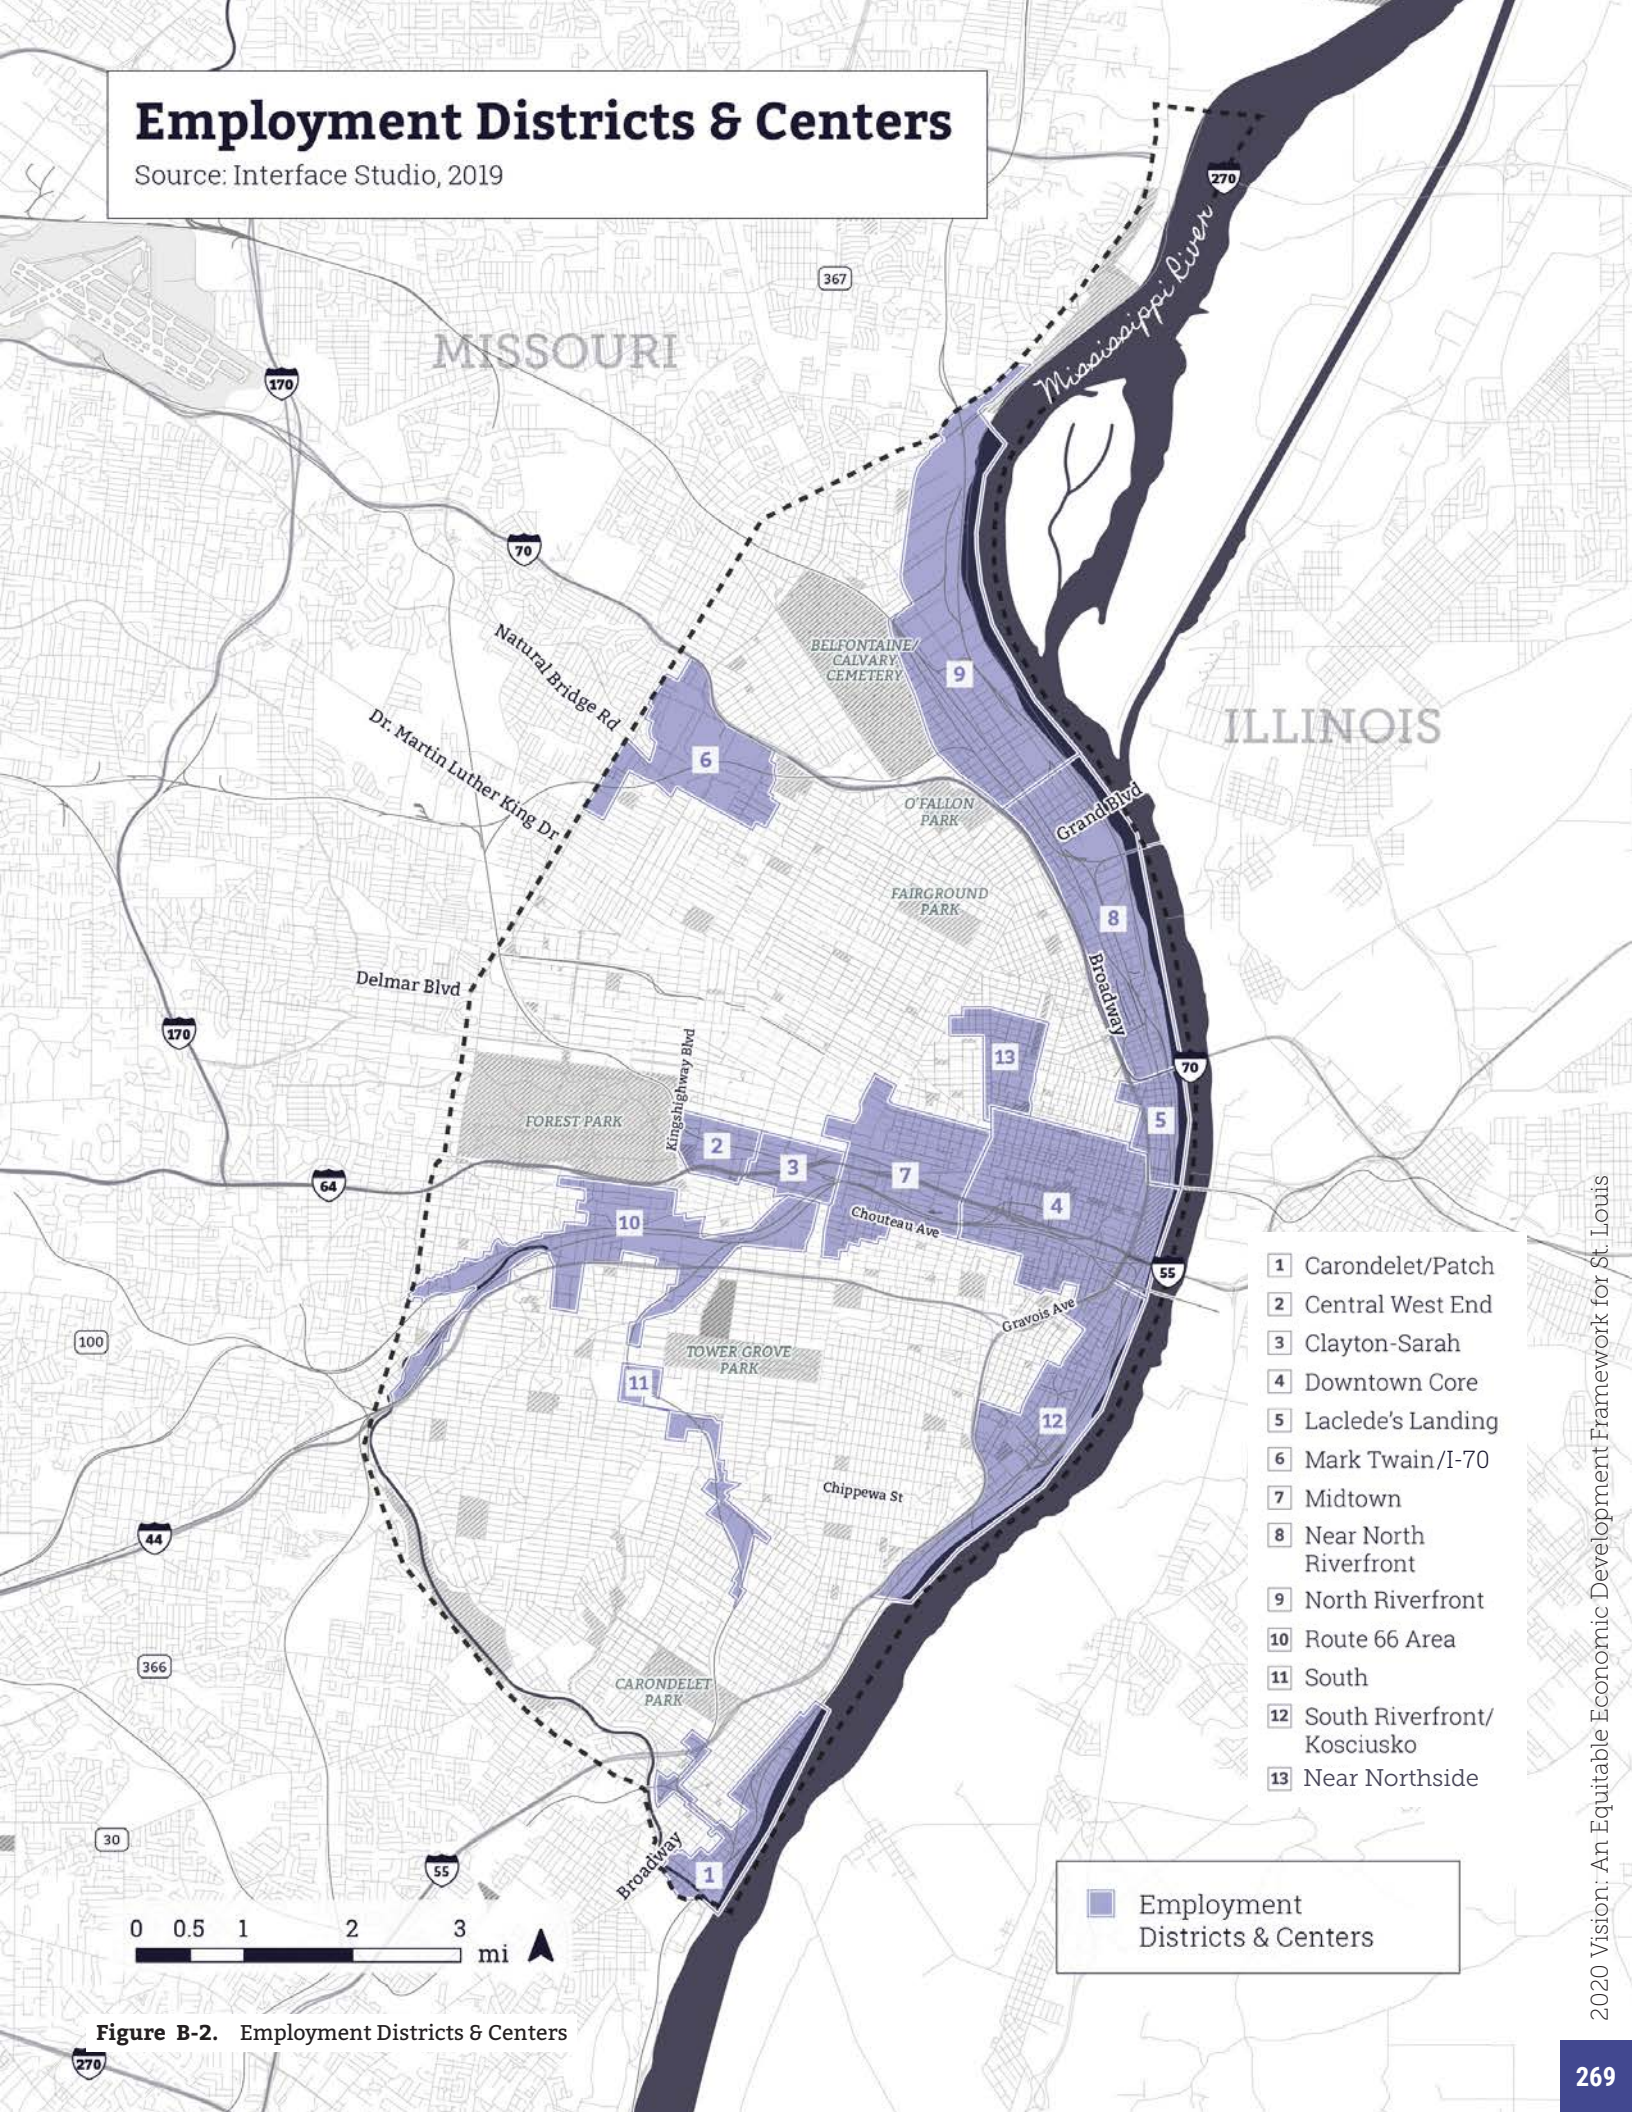 Employment Districts & Centers
Source: Interface Studio, 2019
270
Mississippi River
367
MISSOURI
170
70
Natural Bridge Rd
BELFONTAINE/
CALVARY
CEMETERY
9
Dr. Martin Luther King Dr
6
ILLINOIS
O'FALLON
PARK
Grand Blvd
FAIRGROUND
PARK
8
Broadway
Delmar Blvd
170
Kingshighway Blvd
13
70
FOREST PARK
5
2
3
7
64
4
10
Chouteau Ave
55
Gravois Ave
100
TOWER GROVE
PARK
11
12
Chippewa St
44
366
CARONDELET
PARK
30
55
Broadway
1
1 Carondelet/Patch
2 Central West End
3 Clayton-Sarah
4 Downtown Core
5 Laclede's Landing
6 Mark Twain/I-70
7 Midtown
8 Near North
Riverfront
9 North Riverfront
10 Route 66 Area
11 South
12 South Riverfront/
Kosciusko
13 Near Northside
Employment
Districts & Centers
0 0.5 1 2 3
mi
Figure B-2. Employment Districts & Centers
270
2020 Vision: An Equitable Economic Development Framework for St. Louis
269